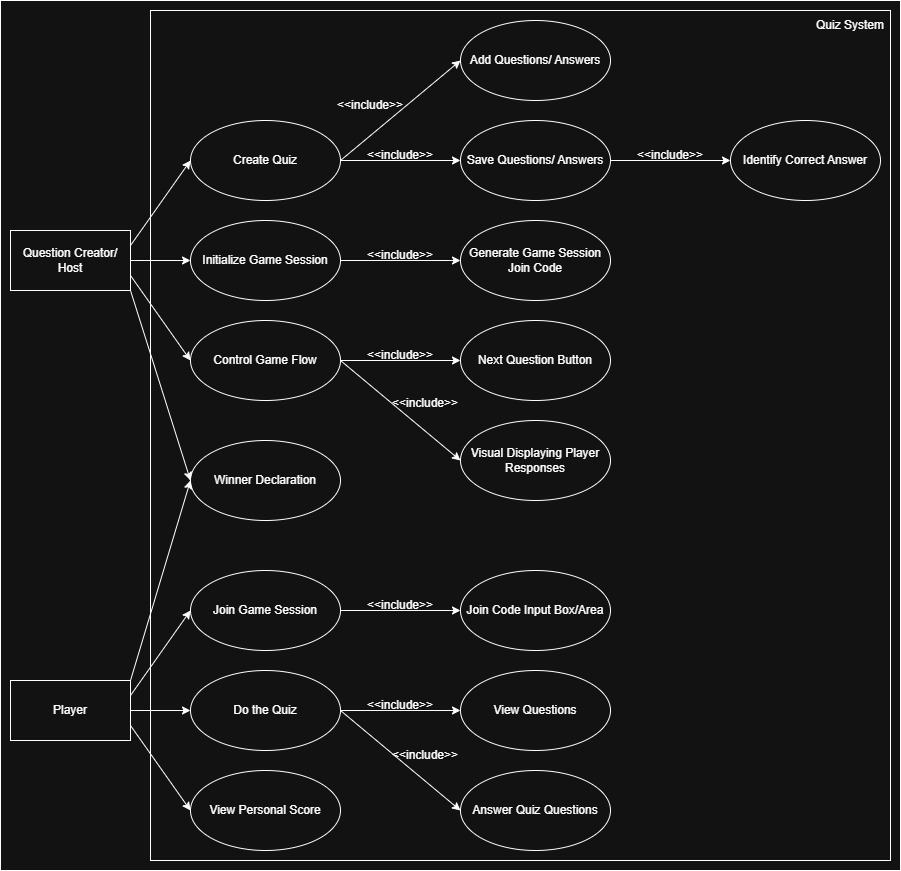 Quiz System
Add Questions/ Answers
<<include>>
Create Quiz
<<include>>
Save Questions/ Answers
<<include>>
Identify Correct Answer
Question Creator/
Host
Initialize Game Session
<<include>>
Generate Game Session
Join Code
Control Game Flow
<<include>>
Next Question Button
<<include>>
Visual Displaying Player
Responses
Winner Declaration
Join Game Session
<<include>>
Join Code Input Box/Area
Player
Do the Quiz
<<include>>
View Questions
<<include>>
Answer Quiz Questions
View Personal Score